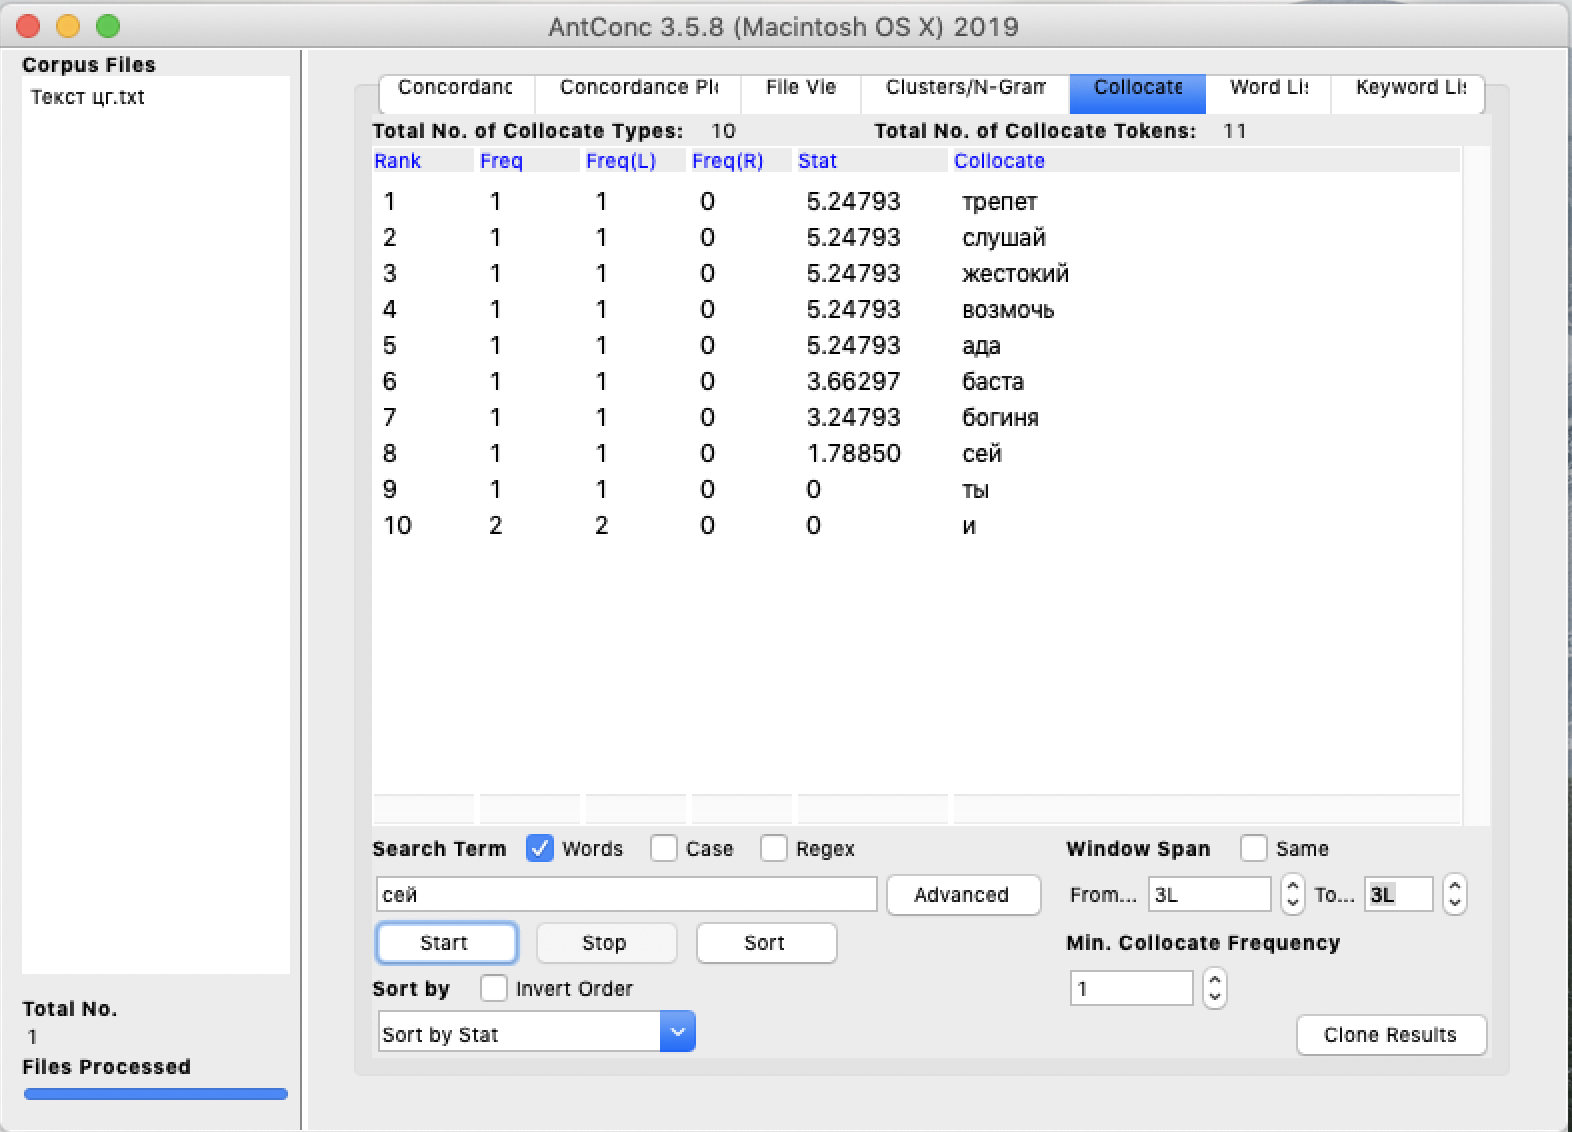 AntConc 3.5.8 (Macintosh OS X) 2019
Corpus Files
Текст цг.txt
Concordanc Concordance Pl File Vie Clusters/N-Gram Collocate Word Lis Keyword Lis
Total No. of Collocate Types: 10 Total No. of Collocate Tokens: 11
Rank Freq Freq(L) Freq(R) Stat Collocate
1 1 1 0 5.24793 трепет
2 1 1 0 5.24793 слушай
3 1 1 0 5.24793 жестокий
4 1 1 0 5.24793 возмочь
5 1 1 0 5.24793 ада
6 1 1 0 3.66297 баста
7 1 1 0 3.24793 богиня
8 1 1 0 1.78850 сей
9 1 1 0 0 ты
10 2 2 0 0 и
Search Term Words Case Regex Window Span Same
сей Advanced From... 3L To... 3L
Start Stop Sort Min. Collocate Frequency
Sort by Invert Order 1
Sort by Stat Clone Results
Total No.
1
Files Processed